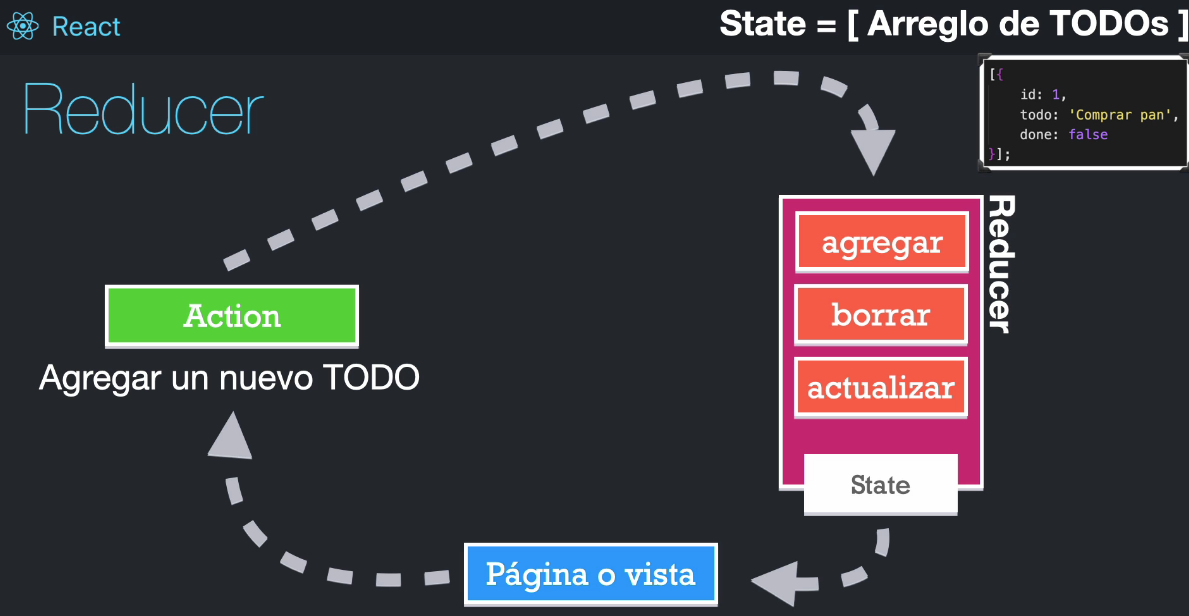 React
State = [ Arreglo de TODOs ]
Reducer
[{
id: 1,
todo: 'Comprar pan',
done: false
}];
Reducer
agregar
borrar
actualizar
State
Action
Agregar un nuevo TODO
Página o vista